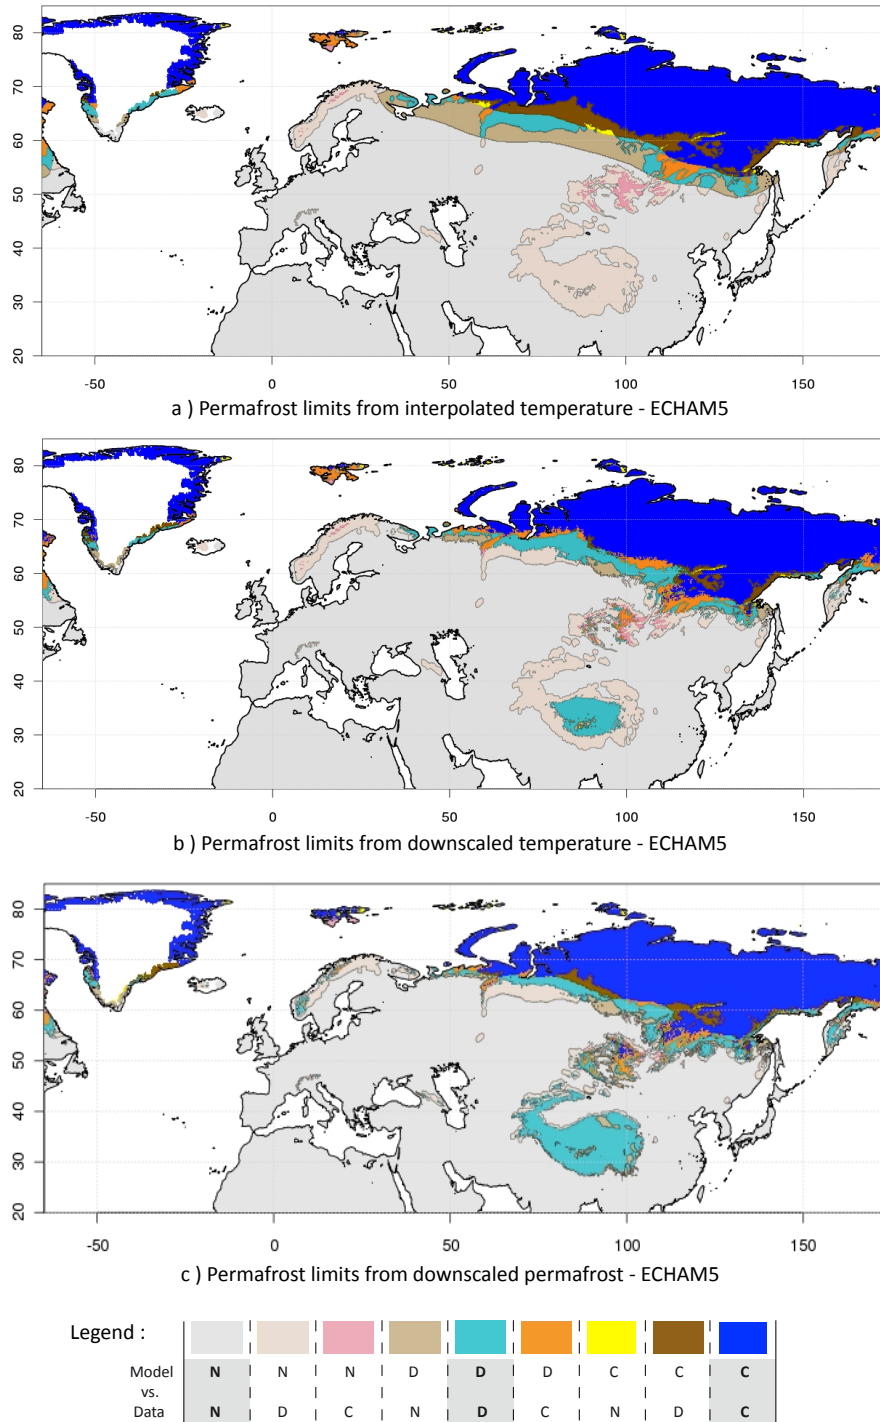 80
70
60
50
40
30
20
-50 0 50 100 150
a ) Permafrost limits from interpolated temperature - ECHAM5
80
70
60
50
40
30
20
-50 0 50 100 150
b ) Permafrost limits from downscaled temperature - ECHAM5
80
70
60
50
40
30
20
-50 0 50 100 150
c ) Permafrost limits from downscaled permafrost - ECHAM5
Legend :
Model N N N D D D C C C
vs.
Data N D C N D C N D C